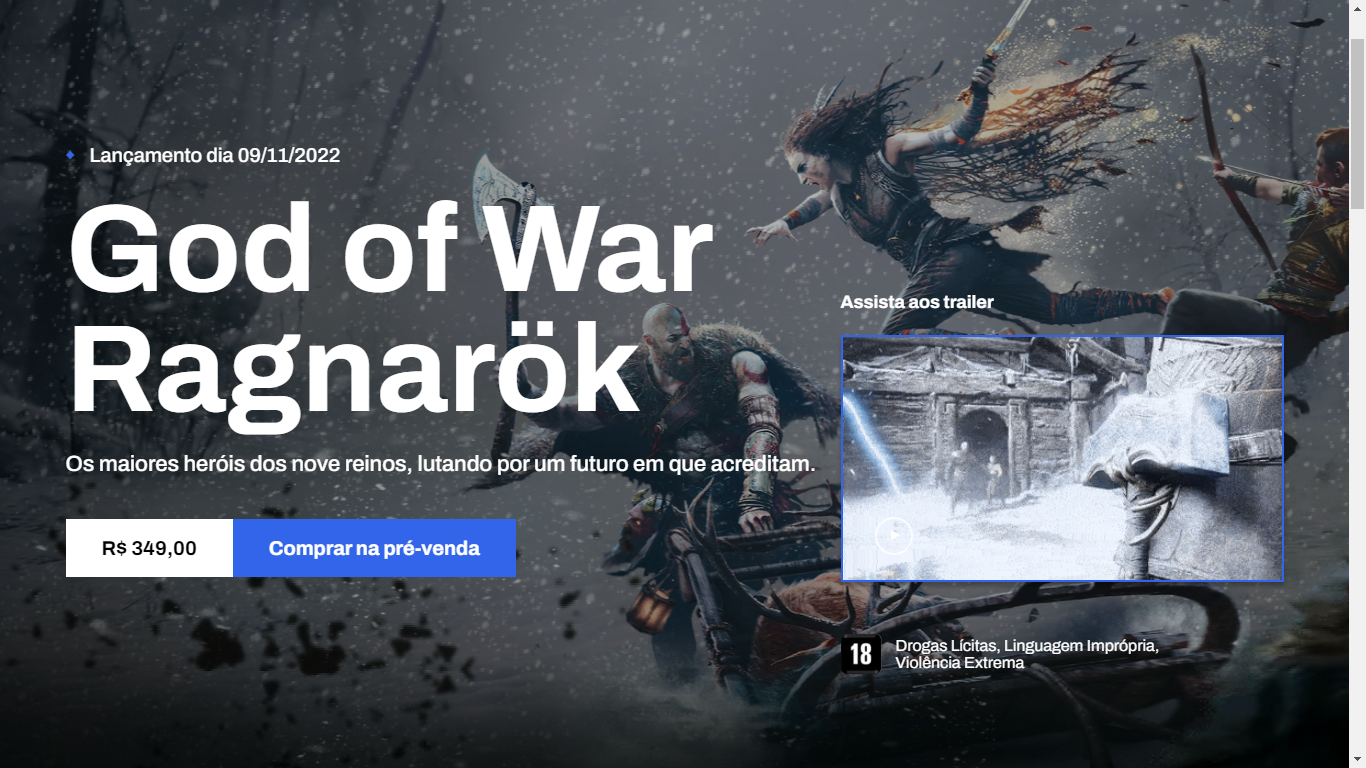 Lançamento dia 09/11/2022
God of War
Ragnarök
Os maiores heróis dos nove reinos, lutando por um futuro em que acreditam.
R$ 349,00
Comprar na pré-venda
Assista aos trailer
18
Drogas Lícitas, Linguagem Imprópria,
Violência Extrema